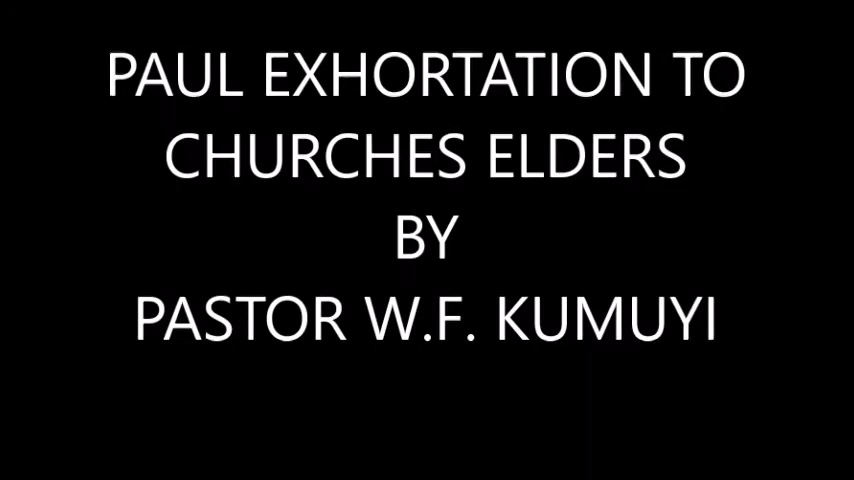 PAUL EXHORTATION TO
CHURCHES ELDERS
BY
PASTOR W.F. KUMUYI